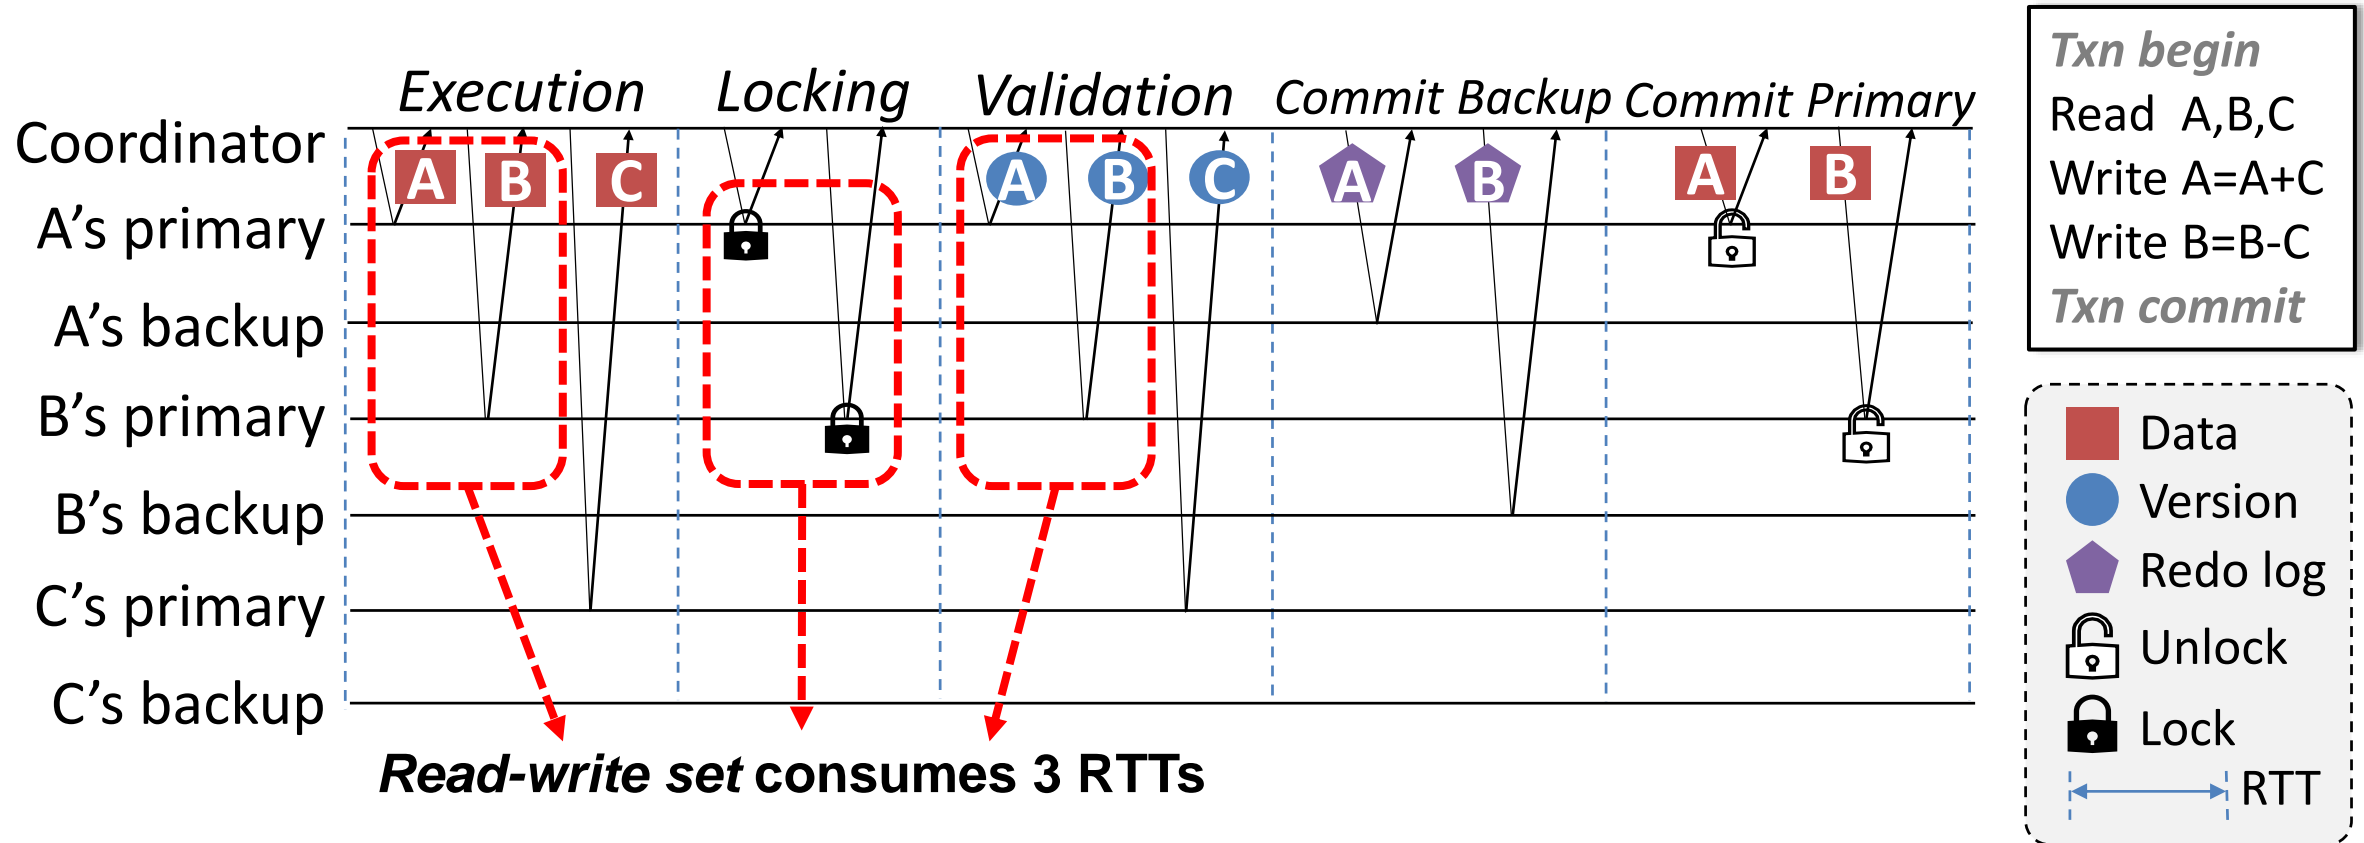 Execution Locking Validation Commit Backup Commit Primary
Coordinator
A B C A B C A B A B
A's primary
A's backup
B's primary
B's backup
C's primary
C's backup
Read-write set consumes 3 RTTs
Txn begin
Read A,B,C
Write A=A+C
Write B=B-C
Txn commit
Data
Version
Redo log
Unlock
Lock
RTT